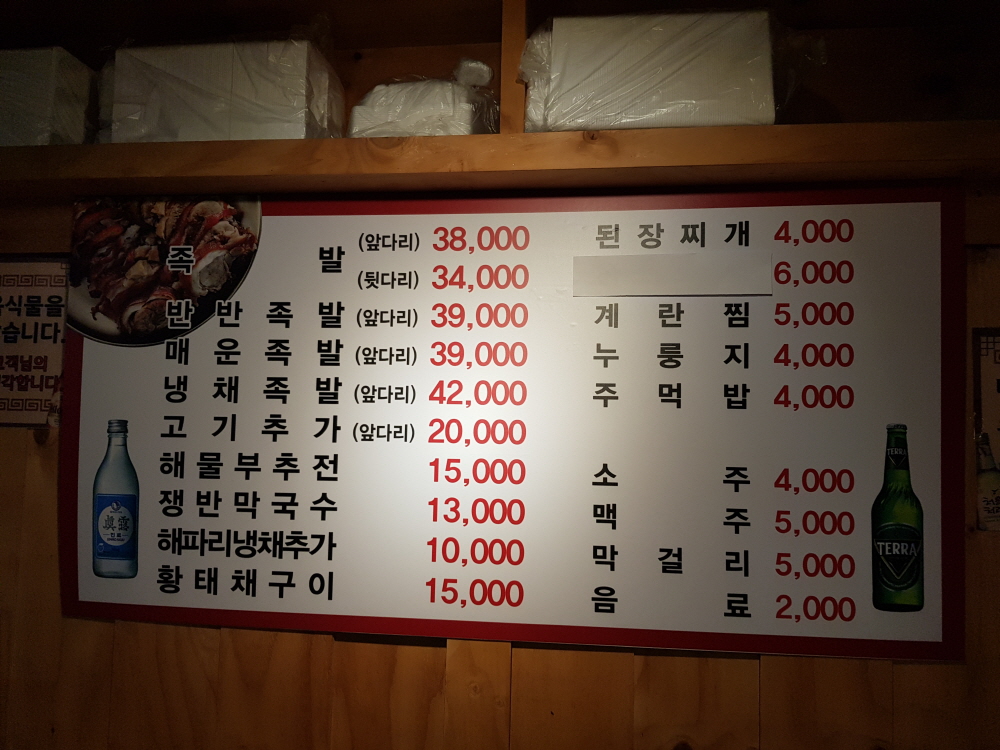 족 발 (앞다리) 38,000
(뒷다리) 34,000
반 반 족 발 (앞다리) 39,000
매 운 족 발 (앞다리) 39,000
냉 채 족 발 (앞다리) 42,000
고 기 추 가 (앞다리) 20,000
해 물 부 추 전 15,000
쟁 반 막 국 수 13,000
해파리냉채추가 10,000
황 태 채 구 이 15,000
된 장 찌 개 4,000
6,000
계 란 찜 5,000
누 룽 지 4,000
주 먹 밥 4,000
소 주 4,000
맥 주 5,000
막 걸 리 5,000
음 료 2,000
眞露
TERRA
TERRA